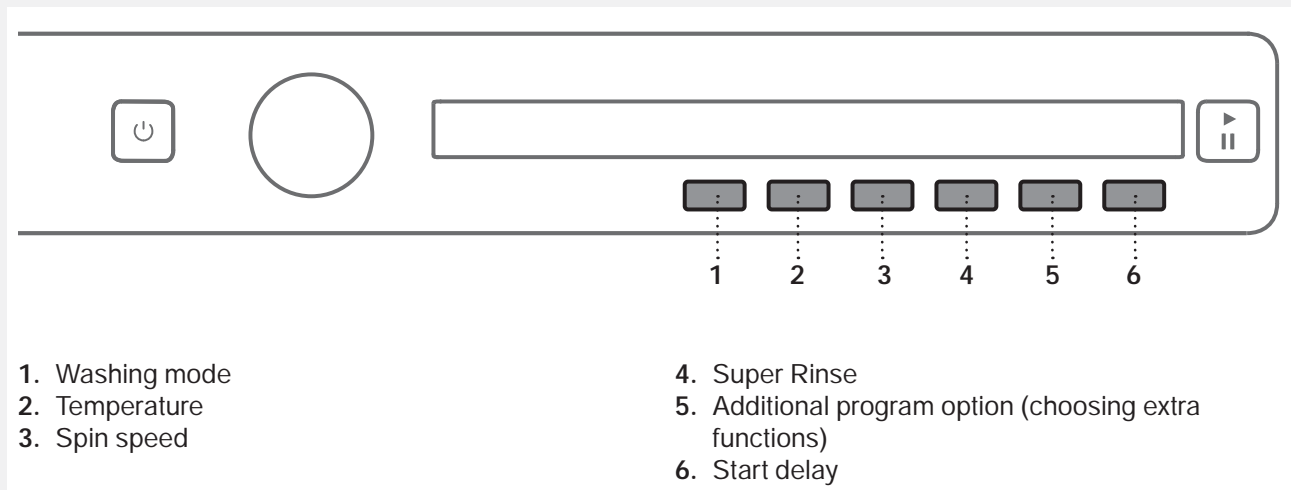 1 2 3 4 5 6
1. Washing mode
2. Temperature
3. Spin speed
4. Super Rinse
5. Additional program option (choosing extra
functions)
6. Start delay